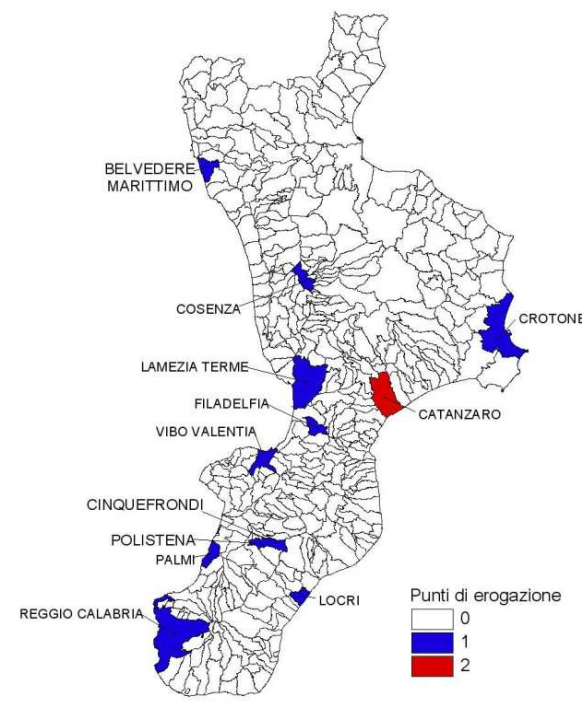 BELVEDERE
MARITTIMO
COSENZA
CROTONE
LAMEZIA TERME
FILADELFIA
CATANZARO
VIBO VALENTIA
CINQUEFRONDI
POLISTENA
PALMI
LOCRI
REGGIO CALABRIA
Punti di erogazione
0
1
2